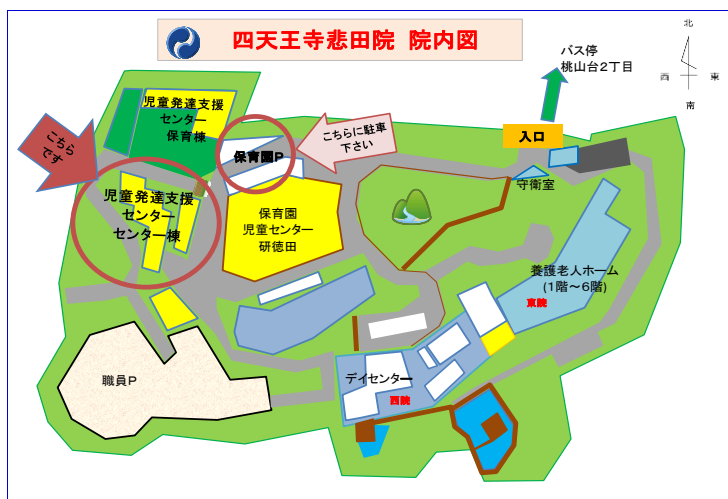 四天王寺悲田院 院内図
北
西 東
南
バス停
桃山台2丁目
入口
守衛室
児童発達支援
センター
保育棟
こちら
です
保育園P
こちらに駐車
下さい
児童発達支援
センター
センター棟
保育園
児童センター
研徳田
養護老人ホーム
(1階~6階)
東院
デイセンター
西院
職員P